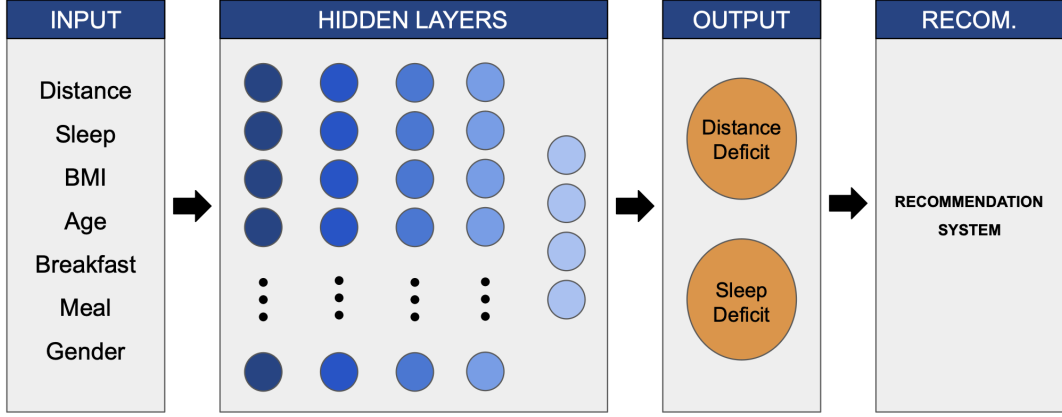 INPUT
HIDDEN LAYERS
OUTPUT
RECOM.
Distance
Sleep
BMI
Age
Breakfast
Meal
Gender
Distance
Deficit
Sleep
Deficit
RECOMMENDATION
SYSTEM